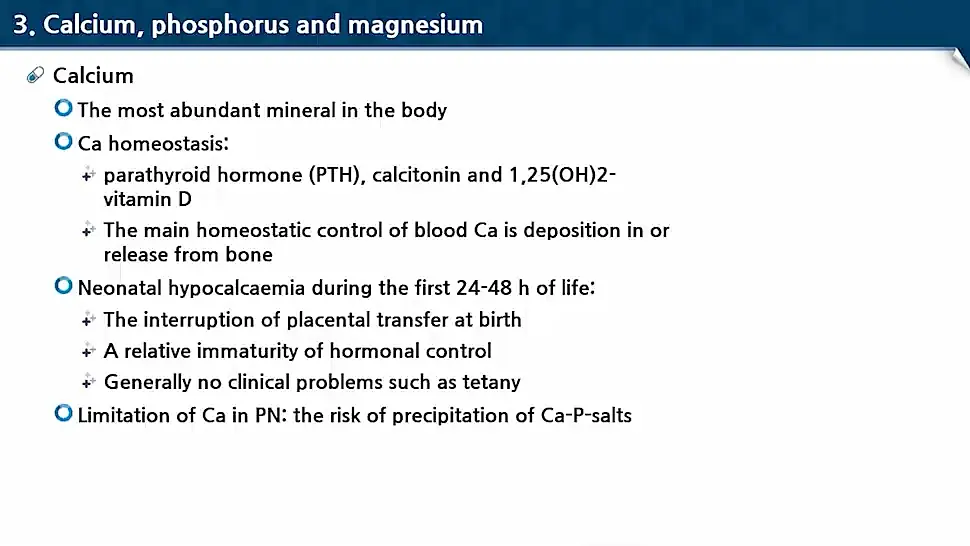 3. Calcium, phosphorus and magnesium
Calcium
The most abundant mineral in the body
Ca homeostasis:
parathyroid hormone (PTH), calcitonin and 1,25(OH)2-
vitamin D
The main homeostatic control of blood Ca is deposition in or
release from bone
Neonatal hypocalcaemia during the first 24-48 h of life:
The interruption of placental transfer at birth
A relative immaturity of hormonal control
Generally no clinical problems such as tetany
Limitation of Ca in PN: the risk of precipitation of Ca-P-salts